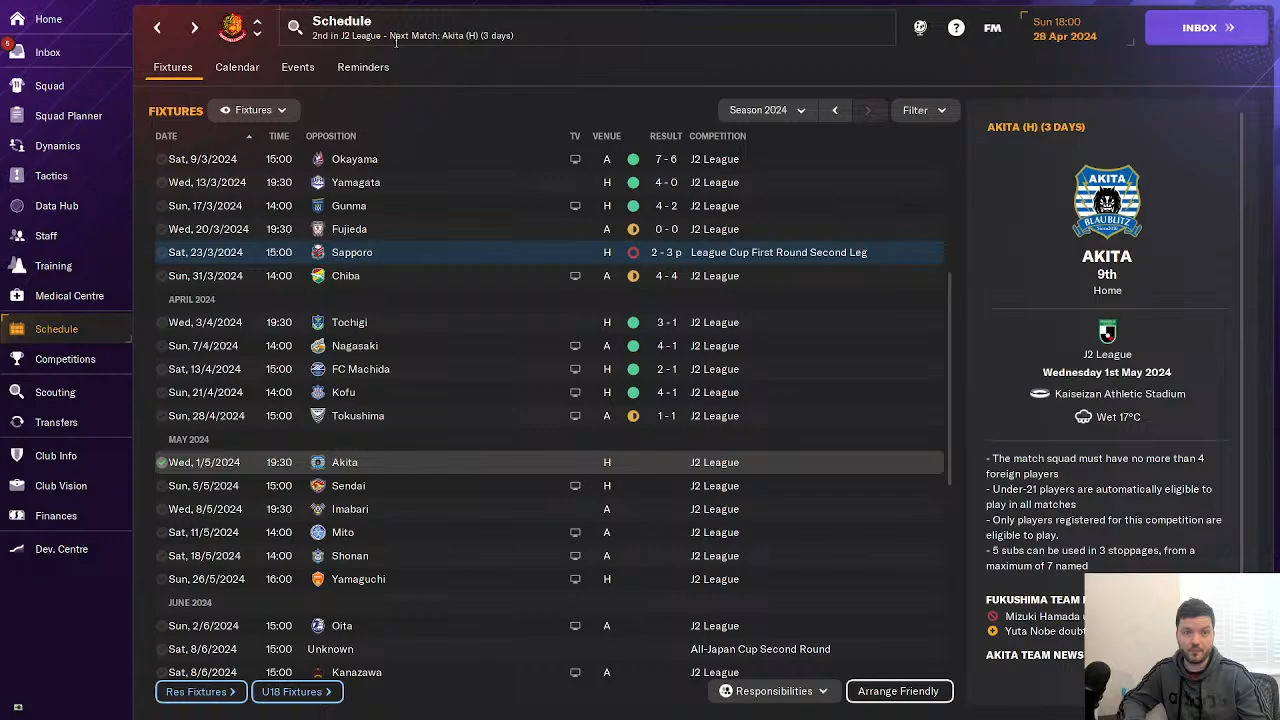 Home
6
Inbox
Squad
Squad Planner
Dynamics
Tactics
Data Hub
Staff
Training
Medical Centre
Schedule
Competitions
Scouting
Transfers
Club Info
Club Vision
Finances
Dev. Centre
Schedule
2nd in J2 League - Next Match: Akita (H) (3 days)
? FM
Sun 18:00
28 Apr 2024
INBOX
Fixtures Calendar Events Reminders
FIXTURES Fixtures Season 2024 Filter
DATE TIME OPPOSITION TV VENUE RESULT COMPETITION
Sat, 9/3/2024 15:00 Okayama A 7 - 6 J2 League
Wed, 13/3/2024 19:30 Yamagata H 4 - 0 J2 League
Sun, 17/3/2024 14:00 Gunma H 4 - 2 J2 League
Wed, 20/3/2024 19:30 Fujieda A 0 - 0 J2 League
Sat, 23/3/2024 15:00 Sapporo H 2 - 3 p League Cup First Round Second Leg
Sun, 31/3/2024 14:00 Chiba A 4 - 4 J2 League
APRIL 2024
Wed, 3/4/2024 19:30 Tochigi H 3 - 1 J2 League
Sun, 7/4/2024 14:00 Nagasaki A 4 - 1 J2 League
Sat, 13/4/2024 15:00 FC Machida H 2 - 1 J2 League
Sun, 21/4/2024 14:00 Kofu H 4 - 1 J2 League
Sun, 28/4/2024 15:00 Tokushima A 1 - 1 J2 League
MAY 2024
Wed, 1/5/2024 19:30 Akita H J2 League
Sun, 5/5/2024 15:00 Sendai H J2 League
Wed, 8/5/2024 19:30 A J2 League
Sat, 11/5/2024 14:00 Mito A J2 League
Sat, 18/5/2024 14:00 Shonan A J2 League
Sun, 26/5/2024 16:00 Yamaguchi H J2 League
JUNE 2024
Sun, 2/6/2024 15:00 Oita A J2 League
Sat, 8/6/2024 15:00 Unknown All-Japan Cup Second Round
Sat, 8/6/2024 15:00 Kanazawa A J2 League
Res Fixtures U18 Fixtures Responsibilities Arrange Friendly
AKITA (H) (3 DAYS)
AKITA
BLAUBLITZ
AKITA
9th
Home
J2 League
Wednesday 1st May 2024
Kaiseizan Athletic Stadium
Wet 17°C
- The match squad must have no more than 4
foreign players
- Under-21 players are automatically eligible to
play in all matches
- Only players registered for this competition are
eligible to play.
- 5 subs can be used in 3 stoppages, from a
maximum of 7 named
FUKUSHIMA TEAM
Mizuki Hamada
Yuta Nobe
AKITA TEAM NEWS